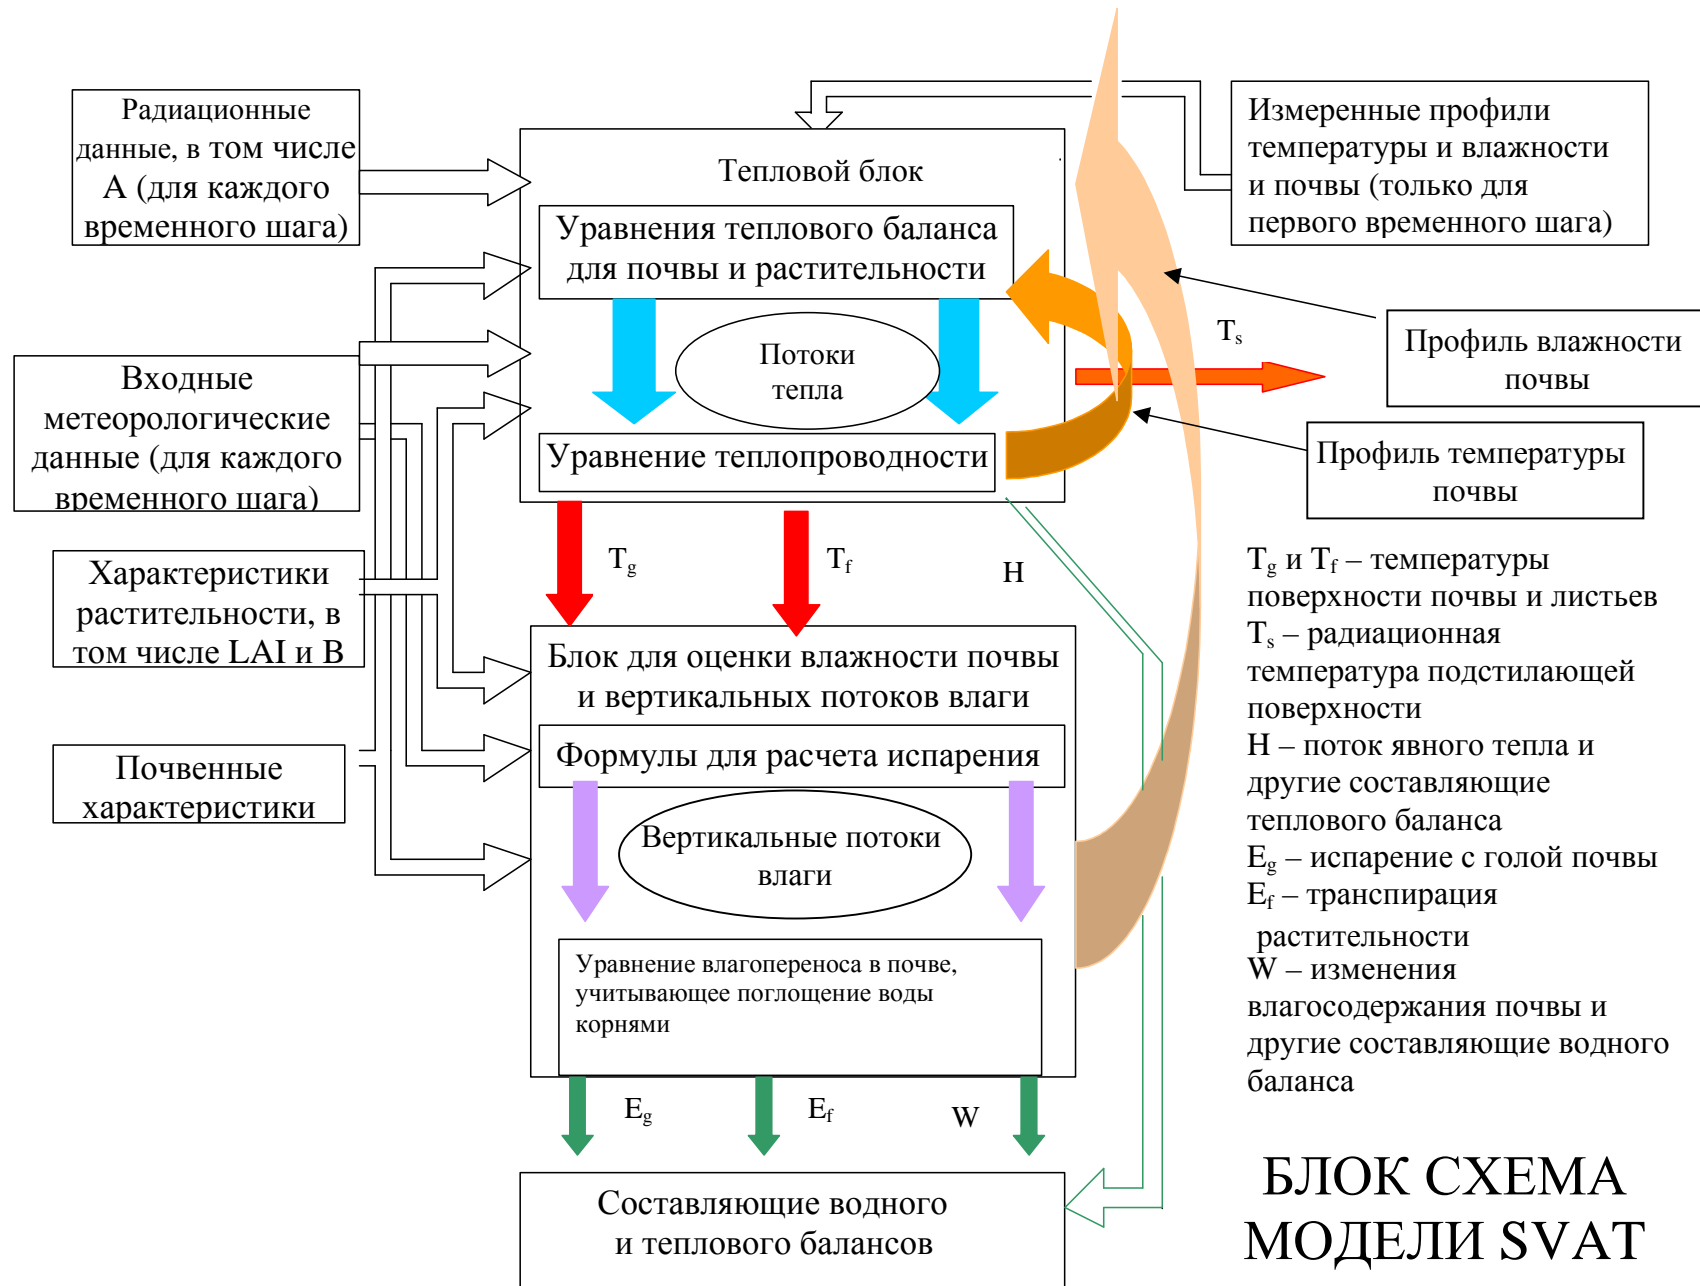 Радиационные
данные, в том числе
А (для каждого
временного шага)
Входные
метеорологические
данные (для каждого
временного шага)
Характеристики
растительности, в
том числе LAI и B
Почвенные
характеристики
Тепловой блок
Уравнения теплового баланса
для почвы и растительности
Потоки
тепла
Уравнение теплопроводности
Tg
Tf
H
Блок для оценки влажности почвы
и вертикальных потоков влаги
Формулы для расчета испарения
Вертикальные потоки
влаги
Уравнение влагопереноса в почве,
учитывающее поглощение воды
корнями
Eg
Ef
W
Составляющие водного
и теплового балансов
Измеренные профили
температуры и влажности
и почвы (только для
первого временного шага)
Ts
Профиль влажности
почвы
Профиль температуры
почвы
Tg и Tf – температуры
поверхности почвы и листьев
Ts – радиационная
температура подстилающей
поверхности
H – поток явного тепла и
другие составляющие
теплового баланса
Eg – испарение с голой почвы
Ef – транспирация
растительности
W – изменения
влагосодержания почвы и
другие составляющие водного
баланса
БЛОК СХЕМА
МОДЕЛИ SVAT